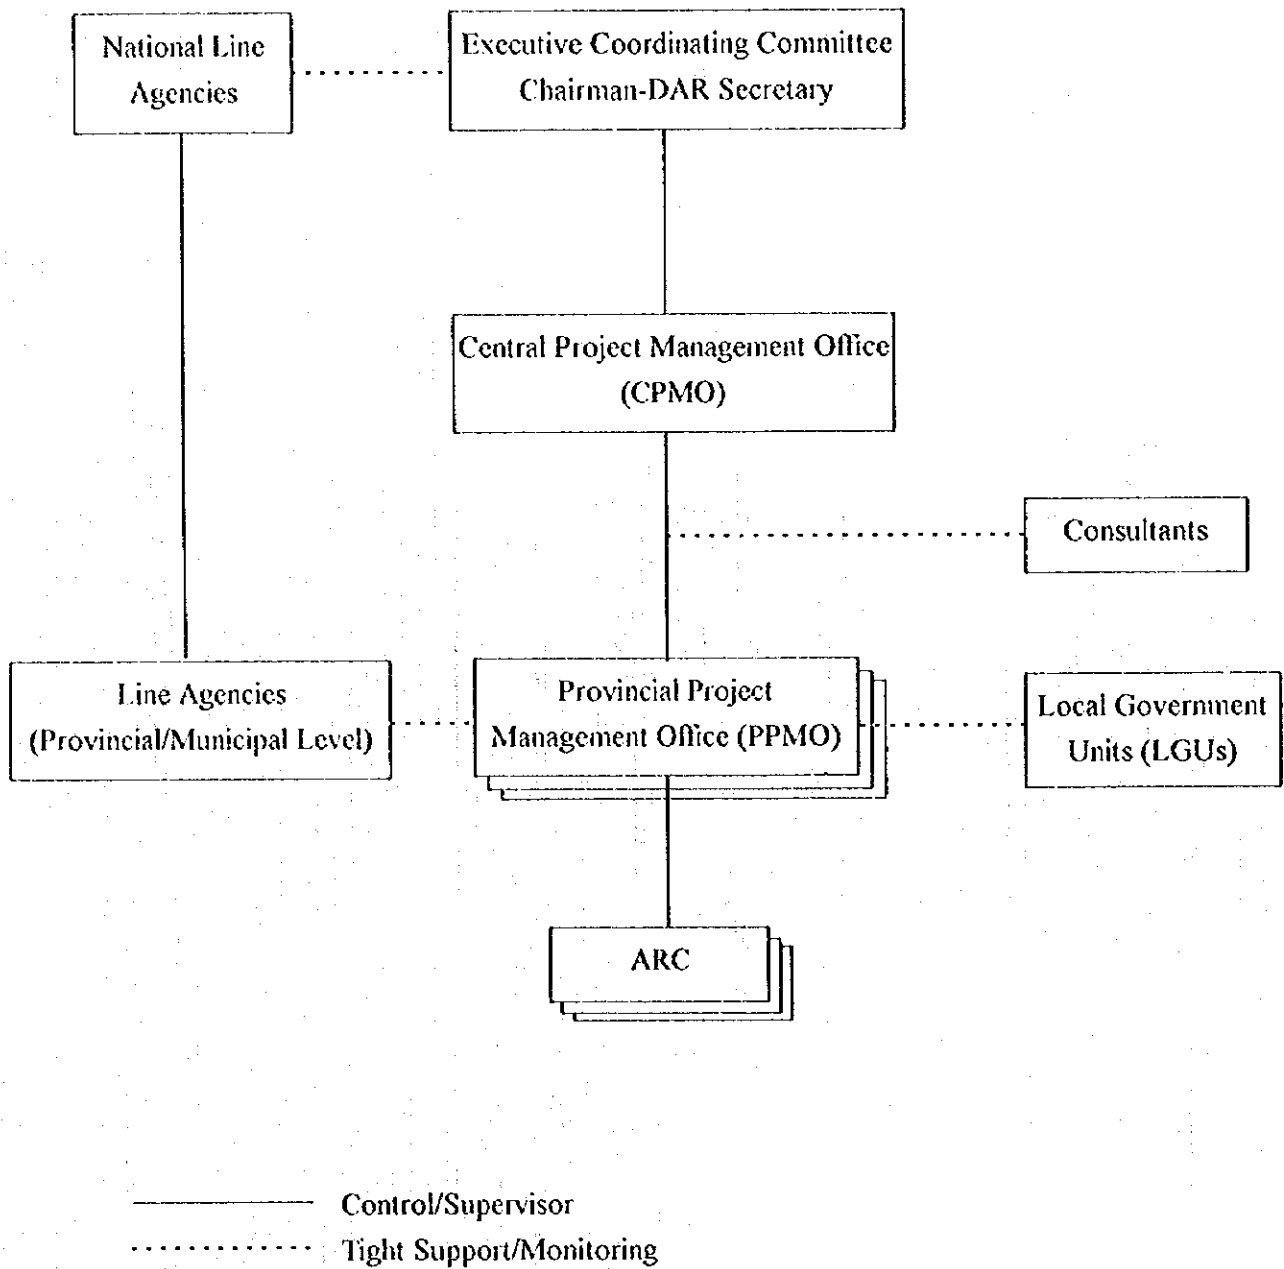 National Line
Agencies
Executive Coordinating Committee
Chairman-DAR Secretary
Central Project Management Office
(CPMO)
Consultants
Line Agencies
(Provincial/Municipal Level)
Provincial Project
Management Office (PPMO)
Local Government
Units (LGUs)
ARC
Control/Supervisor
Tight Support/Monitoring